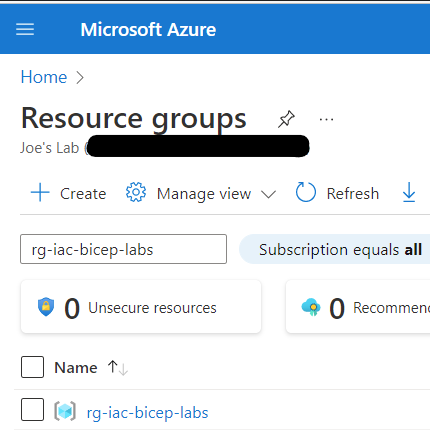 Microsoft Azure
Home
Resource groups
Joe's Lab (
Create Manage view Refresh
rg-iac-bicep-labs Subscription equals all
0 Unsecure resources 0
Name
rg-iac-bicep-labs